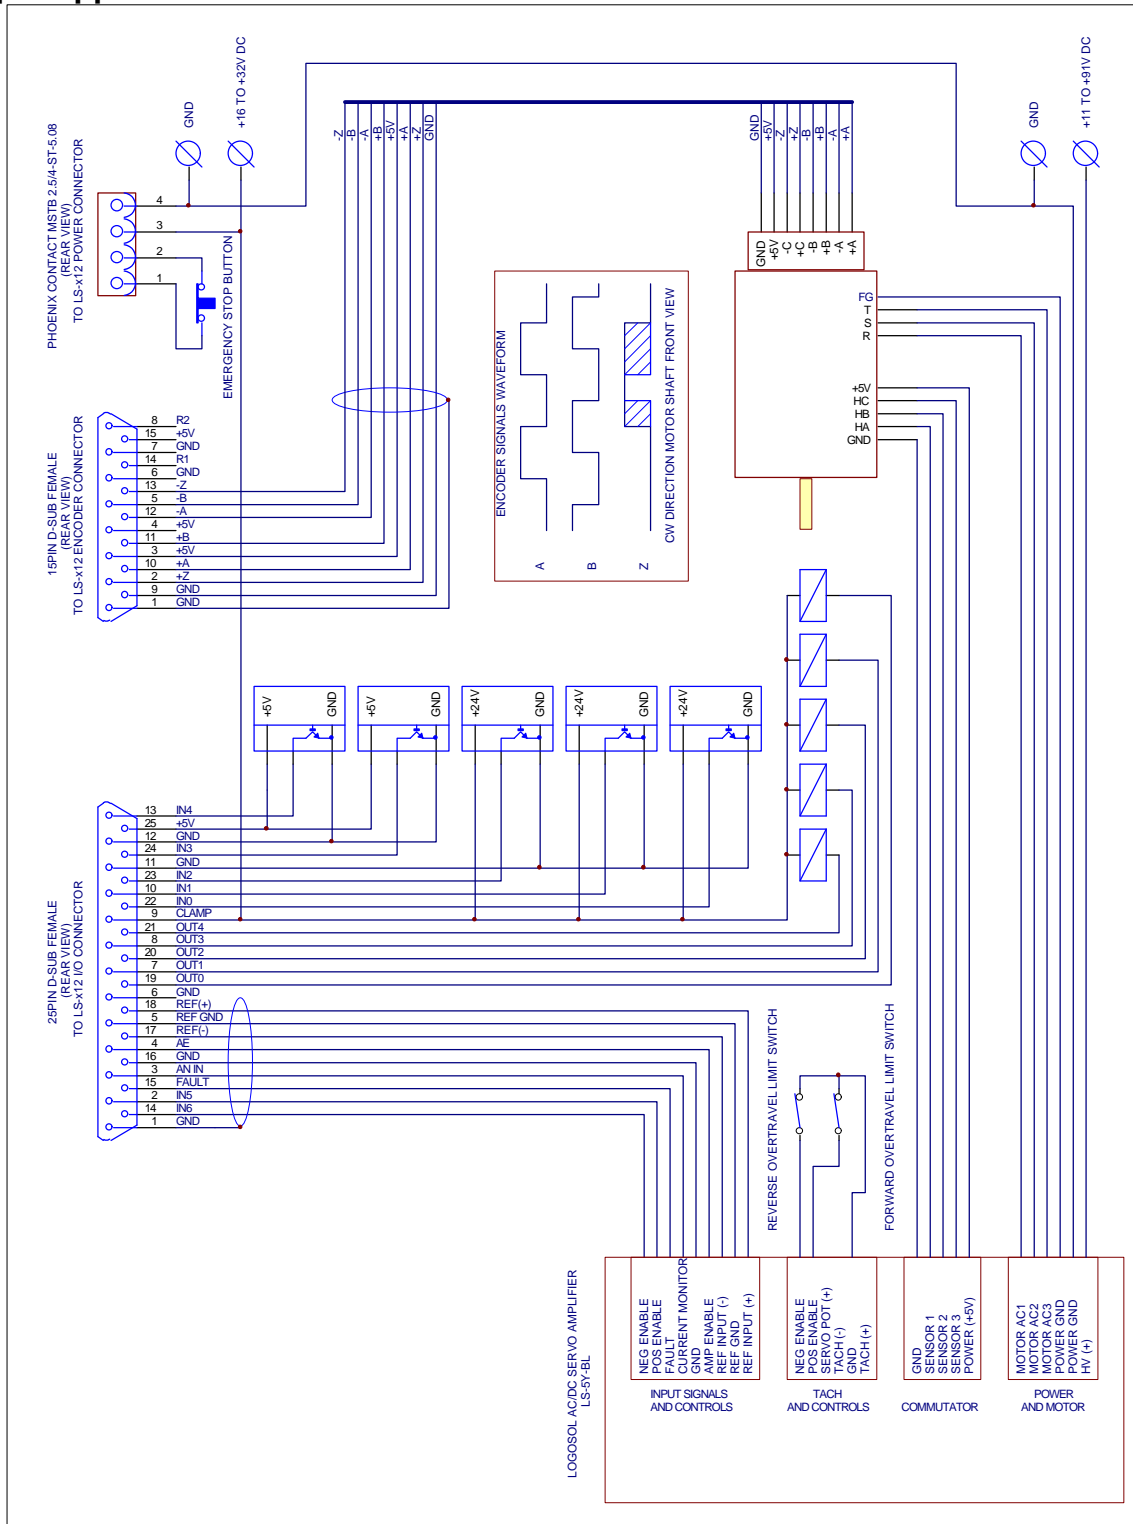 GND
+16 TO +32V DC
GND
+11 TO +91V DC
PHOENIX CONTACT MSTB 2.5/4-ST-5.08
(REAR VIEW)
TO LS-x12 POWER CONNECTOR
4
3
2
1
EMERGENCY STOP BUTTON
-Z
-B
-A
+B
+5V
+A
+Z
GND
GND
+5V
-Z
+Z
-B
+B
-A
+A
GND
+5V
-C
+C
-B
+B
-A
+A
FG
T
S
R
+5V
HC
HB
HA
GND
ENCODER SIGNALS WAVEFORM
A
B
Z
CW DIRECTION MOTOR SHAFT FRONT VIEW
15PIN D-SUB FEMALE
(REAR VIEW)
TO LS-x12 ENCODER CONNECTOR
8 R2
15 +5V
7 GND
14 R1
6 GND
13 -Z
5 -B
12 -A
4 +5V
11 +B
3 +5V
10 +A
2 +Z
9 GND
1 GND
+5V
GND
+5V
GND
+24V
GND
+24V
GND
+24V
GND
25PIN D-SUB FEMALE
(REAR VIEW)
TO LS-x12 I/O CONNECTOR
13 IN4
25 +5V
12 GND
24 IN3
11 GND
23 IN2
10 IN1
22 IN0
9 CLAMP
21 OUT4
8 OUT3
20 OUT2
7 OUT1
19 OUT0
6 GND
18 REF(+)
5 REF GND
17 REF(-)
4 AE
16 GND
3 AN IN
15 FAULT
2 IN5
14 IN6
1 GND
REVERSE OVERTRAVEL LIMIT SWITCH
FORWARD OVERTRAVEL LIMIT SWITCH
LOGOSOL AC/DC SERVO AMPLIFIER
LS-5Y-BL
NEG ENABLE
POS ENABLE
FAULT
CURRENT MONITOR
GND
AMP ENABLE
REF INPUT (-)
REF GND
REF INPUT (+)
INPUT SIGNALS
AND CONTROLS
NEG ENABLE
POS ENABLE
SERVO POT (+)
TACH (-)
GND
TACH (+)
TACH
AND CONTROLS
GND
SENSOR 1
SENSOR 2
SENSOR 3
POWER (+5V)
COMMUTATOR
MOTOR AC1
MOTOR AC2
MOTOR AC3
POWER GND
POWER GND
HV (+)
POWER
AND MOTOR